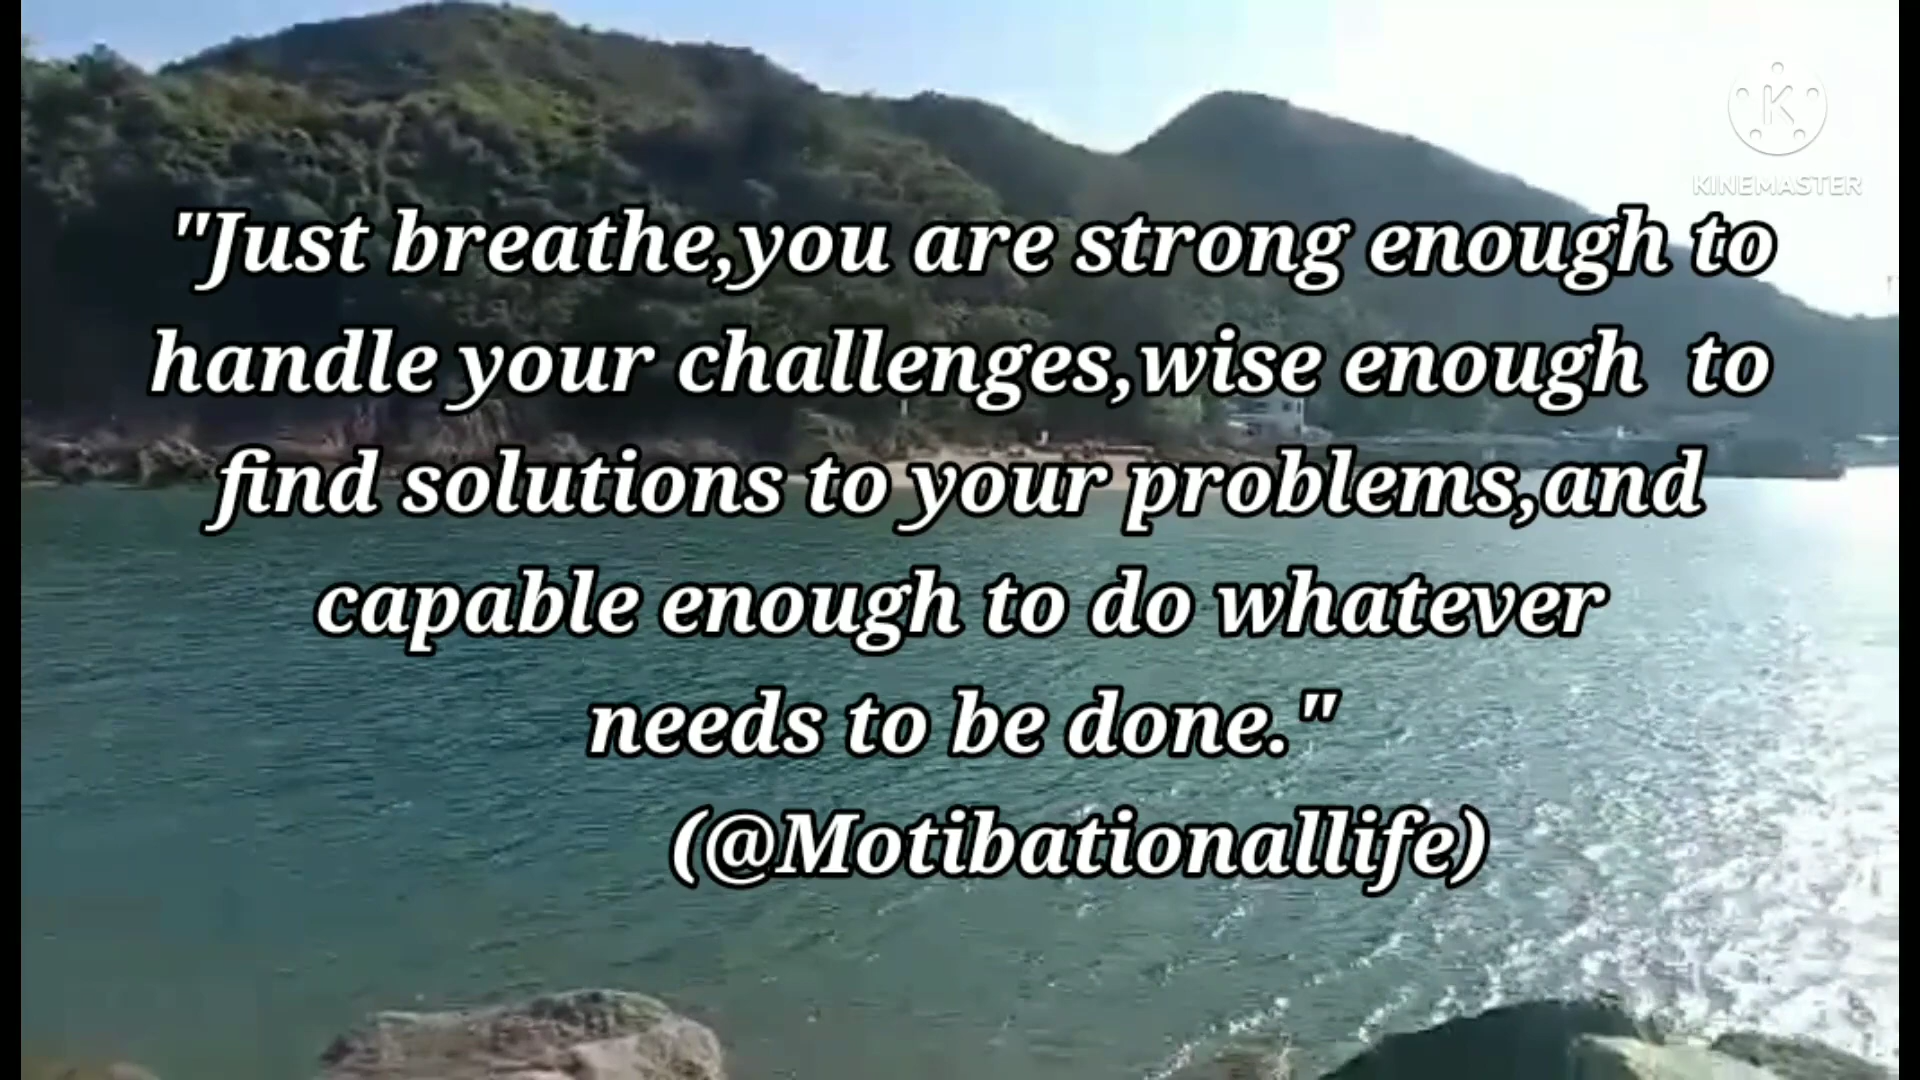 KINEMASTER
"Just breathe,you are strong enough to
handle your challenges,wise enough  to
find solutions to your problems,and
capable enough to do whatever
needs to be done."
(@Motibationallife)